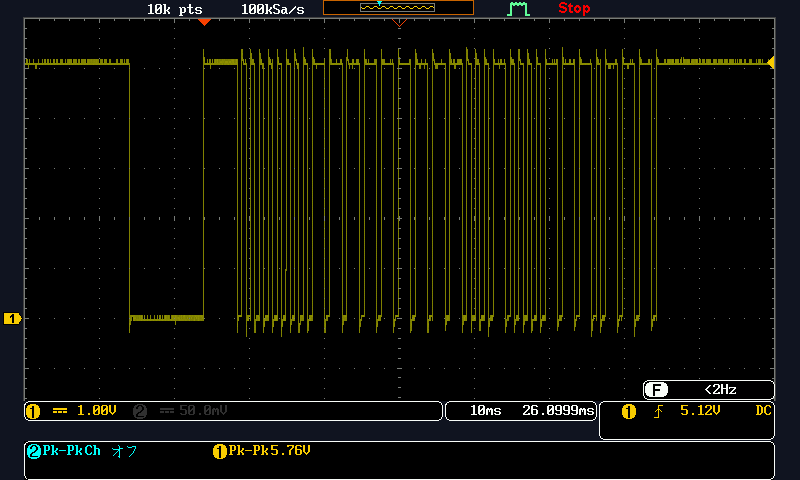 10k pts 100kSa/s Stop
1
F <2Hz
1 1.00V 2 50.0mV 10ms 26.0999ms 1 5.12V DC
2 Pk-PkCh オフ 1 Pk-Pk5.76V